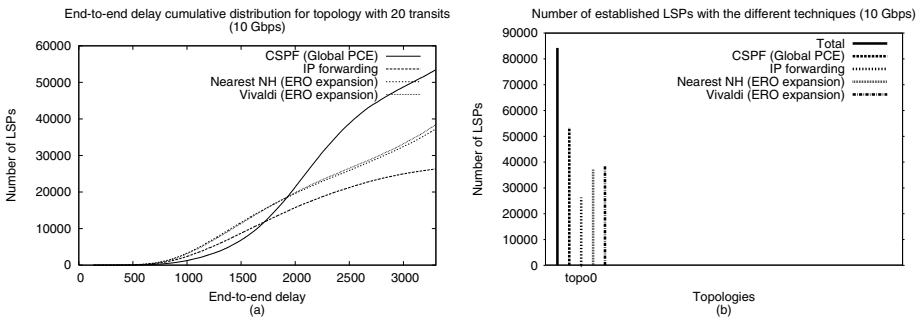 End-to-end delay cumulative distribution for topology with 20 transits
(10 Gbps)
60000
50000
40000
30000
20000
10000
0
Number of LSPs
CSPF (Global PCE)
IP forwarding
Nearest NH (ERO expansion)
Vivaldi (ERO expansion)
0 500 1000 1500 2000 2500 3000
End-to-end delay
(a)
Number of established LSPs with the different techniques (10 Gbps)
90000
80000
70000
60000
50000
40000
30000
20000
10000
0
Number of LSPs
Total
CSPF (Global PCE)
IP forwarding
Nearest NH (ERO expansion)
Vivaldi (ERO expansion)
topo0
Topologies
(b)